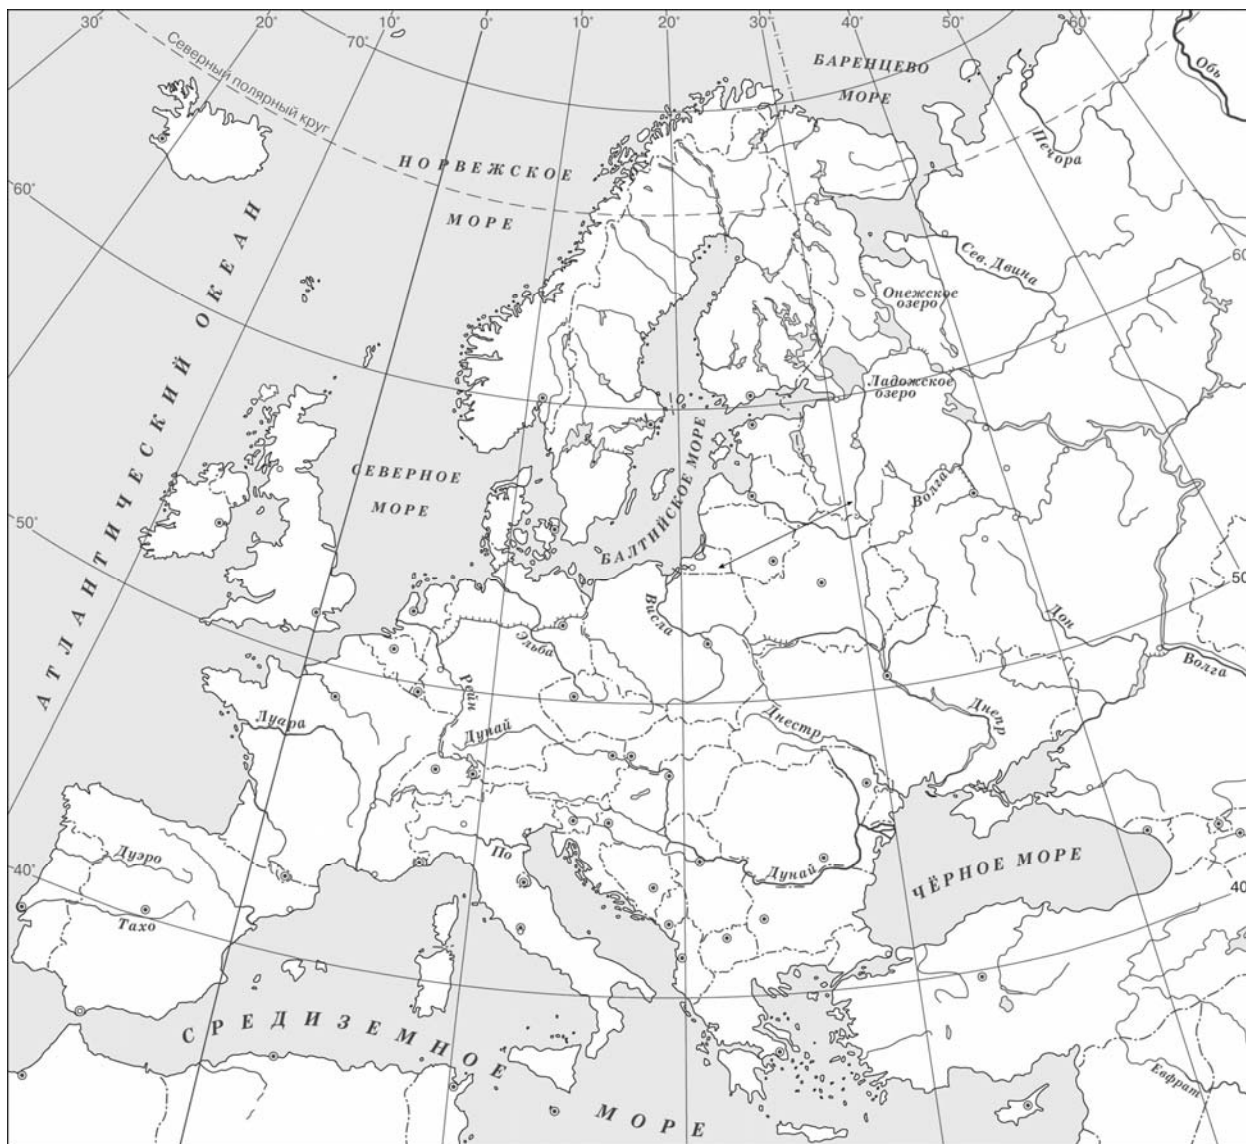 30°
20°
10°
0°
10°
20°
30°
40°
50°
60°
70°
Северный полярный круг
БАРЕНЦЕВО
МОРЕ
Обь
Печора
НОРВЕЖСКОЕ
МОРЕ
60°
60
АТЛАНТИЧЕСКИЙ ОКЕАН
Сев. Двина
Онежское
озеро
Ладожское
озеро
СЕВЕРНОЕ
МОРЕ
БАЛТИЙСКОЕ МОРЕ
Волга
50°
50
Висла
Эльба
Дон
Волга
Рейн
Луара
Дунай
Днестр
Днепр
По
Дунай
ЧЁРНОЕ МОРЕ
Дуэро
40°
40
Тахо
СРЕДИЗЕМНОЕ
МОРЕ
Евфрат